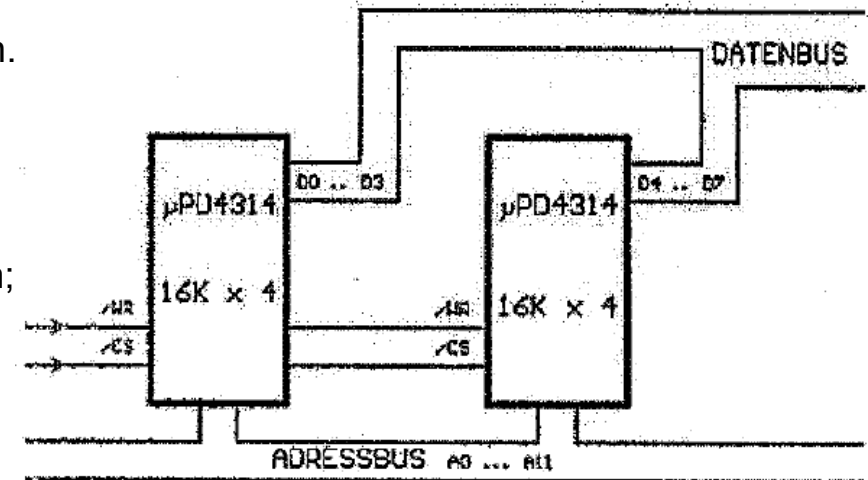 n.
DATENBUS
D0 .. D3
D4 .. D7
µPD4314
µPD4314
16K x 4
16K x 4
/WR
/WR
/CS
/CS
;
ADRESSBUS A0 ... A11